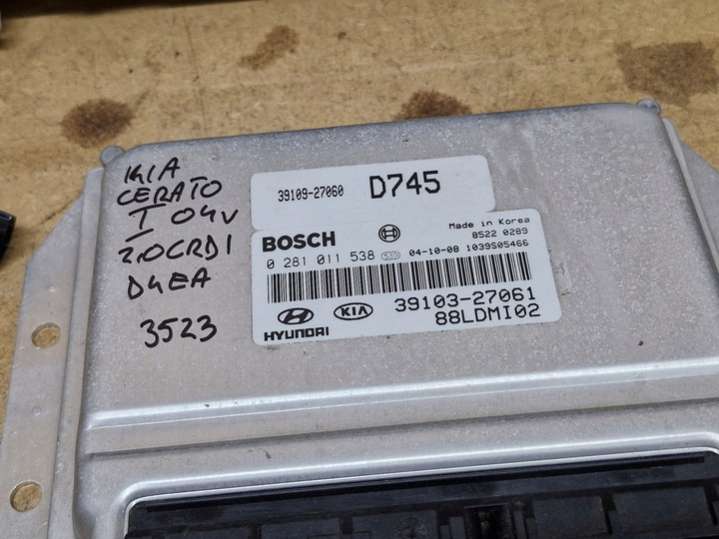 KIA
CERATO
I 04v
2,0CRDI
D4EA
3523
39109-27060 D745
BOSCH
Made in Korea
8522 0289
0 281 011 538 04-10-08 1039S05466
39103-27061
88LDMI02
HYUNDAI KIA